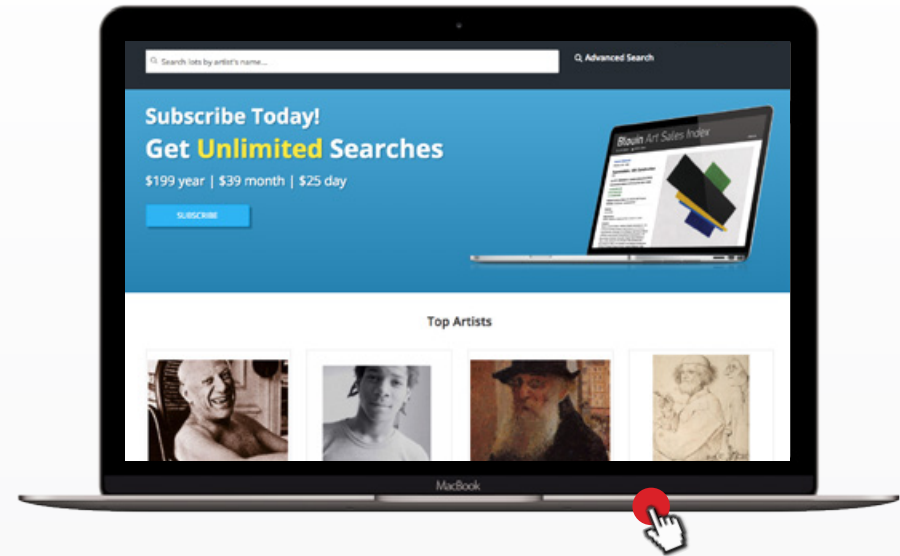 Search lots by artist's name...
Advanced Search
Subscribe Today!
Get Unlimited Searches
$199 year | $39 month | $25 day
SUBSCRIBE
Blouin Art Sales Index
Top Artists
MacBook